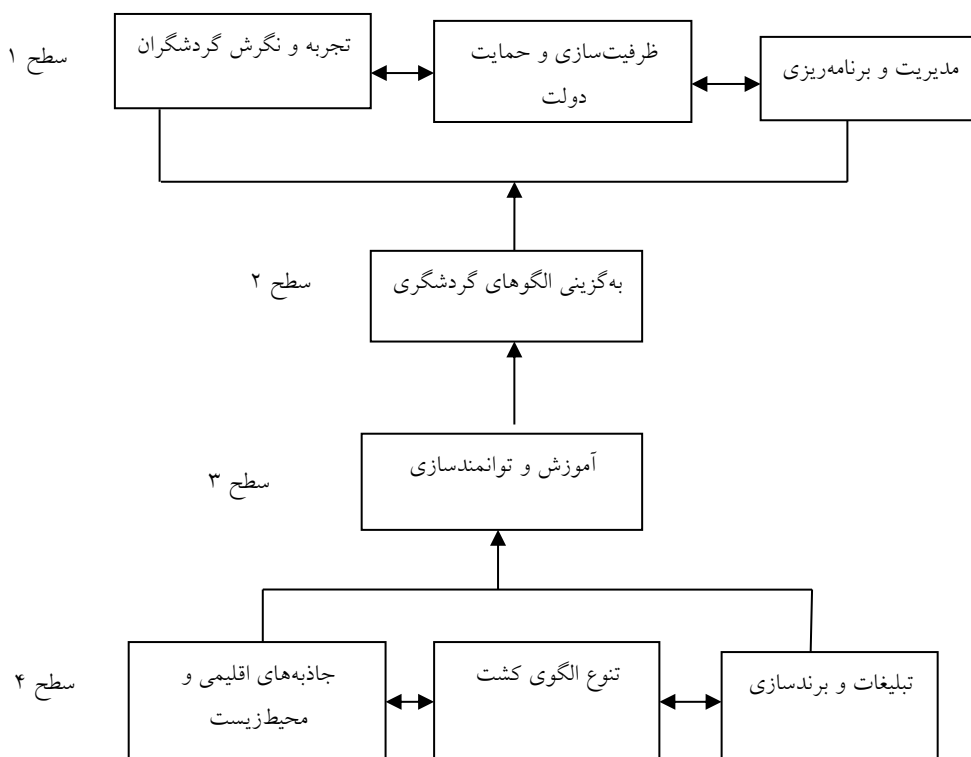 سطح ۱
مدیریت و برنامه‌ریزی
ظرفیت‌سازی و حمایت
دولت
تجربه و نگرش گردشگران
سطح ۲
به‌گزینی الگوهای گردشگری
سطح ۳
آموزش و توانمندسازی
سطح ۴
تبلیغات و برندسازی
تنوع الگوی کشت
جاذبه‌های اقلیمی و
محیط‌زیست